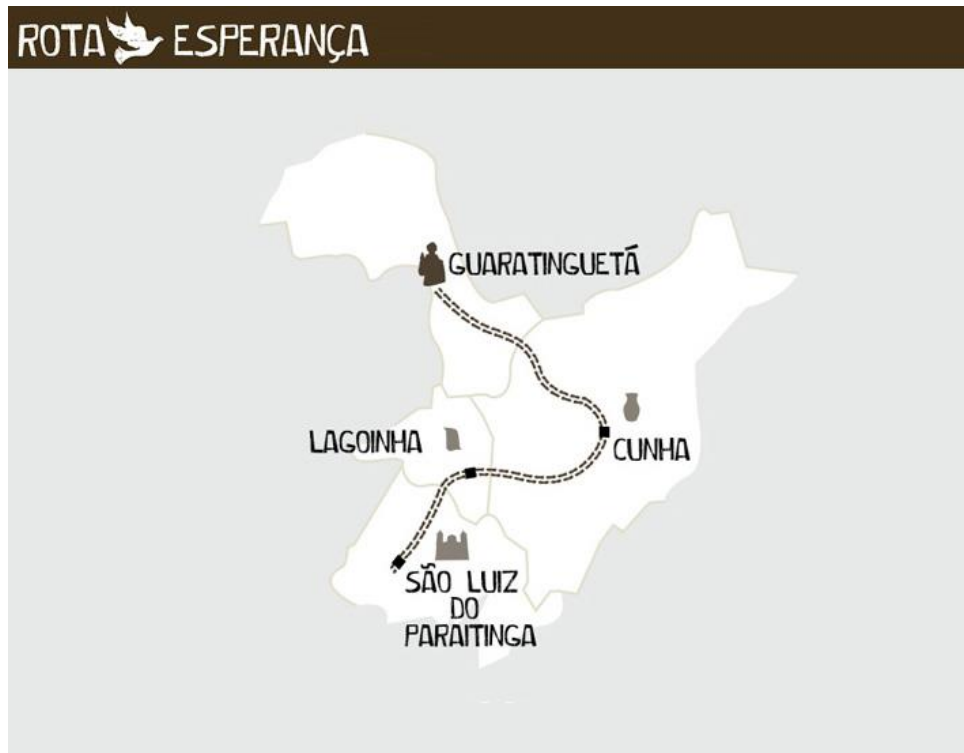 ROTA ESPERANÇA
GUARATINGUETÁ
LAGOINHA
CUNHA
SÃO LUIZ
DO
PARAITINGA